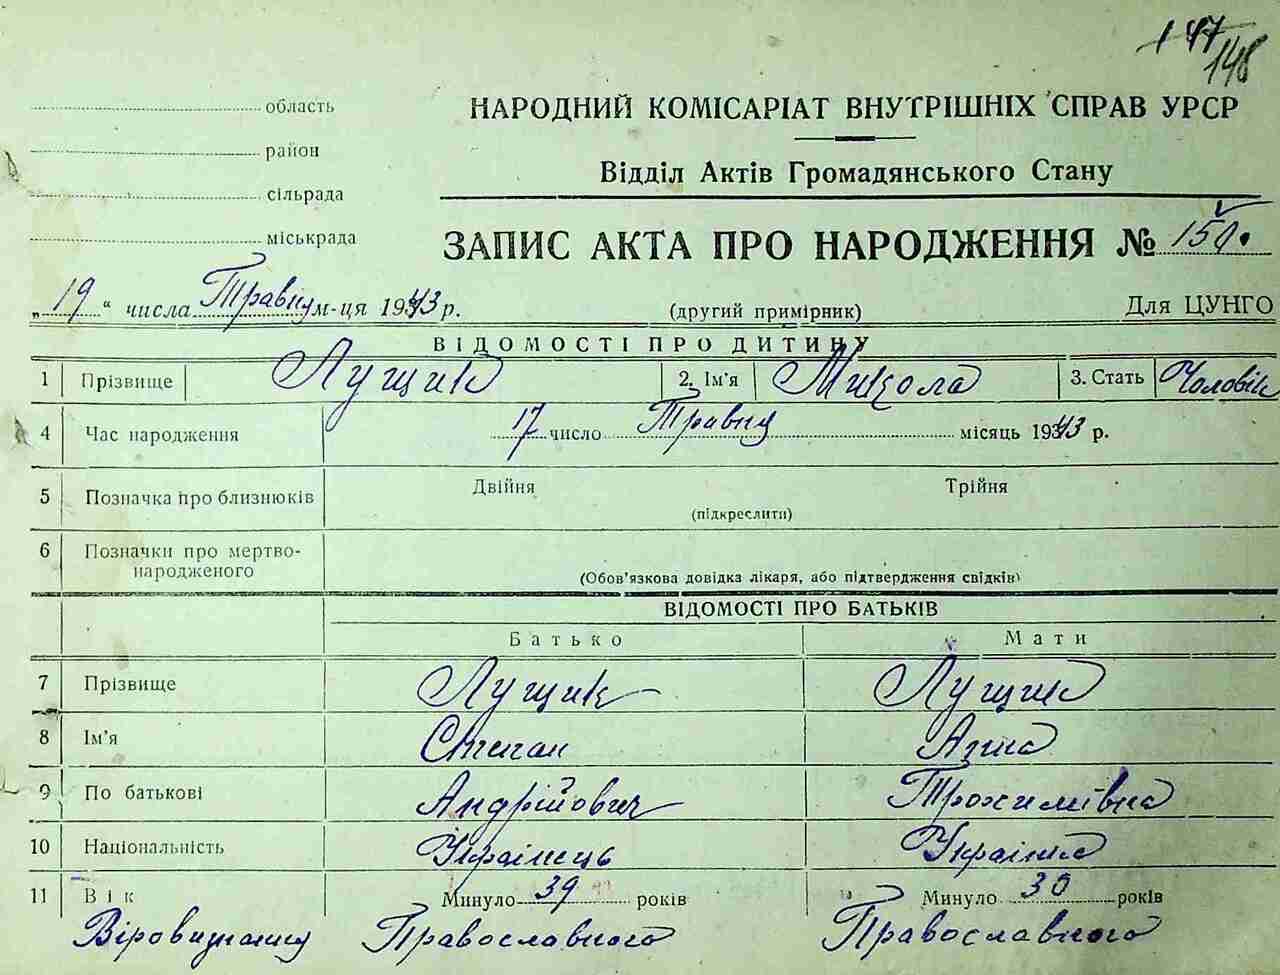 147
148
область
район
сільрада
міськрада
НАРОДНИЙ КОМІСАРІАТ ВНУТРІШНІХ СПРАВ УРСР
Відділ Актів Громадянського Стану
ЗАПИС АКТА ПРО НАРОДЖЕННЯ № 150.
„19“ числа Травня м-ця 1943 р. (другий примірник) Для ЦУНГО
ВІДОМОСТІ ПРО ДИТИНУ
1 Прізвище Лущик 2. Ім'я Микола 3. Стать Чоловік
4 Час народження 17 число Травня місяць 1943 р.
5 Позначка про близнюків Двійня Трійня
(підкреслити)
6 Позначки про мертво-
народженого
(Обов'язкова довідка лікаря, або підтвердження свідків)
ВІДОМОСТІ ПРО БАТЬКІВ
Батько Мати
7 Прізвище Лущик Лущик
8 Ім'я Степан Анна
9 По батькові Андрійович Трохимівна
10 Національність Українець Українка
11 Вік Минуло 39 років Минуло 30 років
Віровизнання Православного Православного